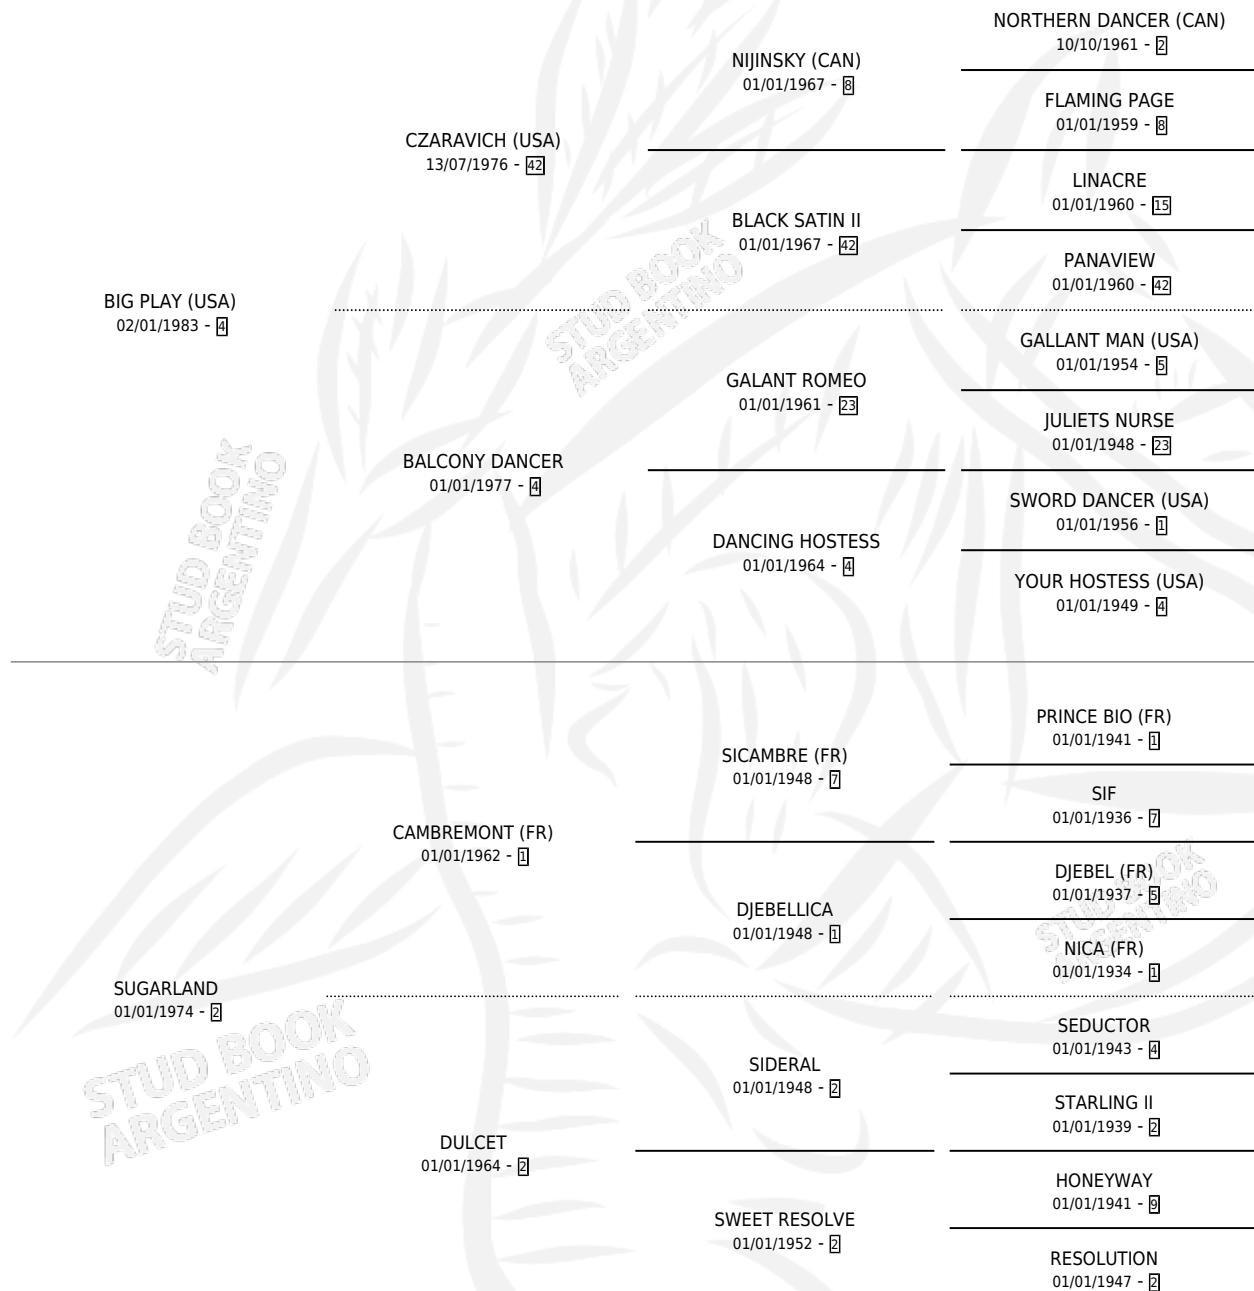 NORTHERN DANCER (CAN)
10/10/1961 - 2
NIJINSKY (CAN)
01/01/1967 - 8
FLAMING PAGE
01/01/1959 - 8
CZARAVICH (USA)
13/07/1976 - 42
LINACRE
01/01/1960 - 15
BLACK SATIN II
01/01/1967 - 42
PANAVIEW
01/01/1960 - 42
BIG PLAY (USA)
02/01/1983 - 4
GALLANT MAN (USA)
01/01/1954 - 5
GALANT ROMEO
01/01/1961 - 23
JULIETS NURSE
01/01/1948 - 23
BALCONY DANCER
01/01/1977 - 4
SWORD DANCER (USA)
01/01/1956 - 1
DANCING HOSTESS
01/01/1964 - 4
YOUR HOSTESS (USA)
01/01/1949 - 4
PRINCE BIO (FR)
01/01/1941 - 1
SICAMBRE (FR)
01/01/1948 - 7
SIF
01/01/1936 - 7
CAMBREMONT (FR)
01/01/1962 - 1
DJEBEL (FR)
01/01/1937 - 5
DJEBELLICA
01/01/1948 - 1
NICA (FR)
01/01/1934 - 1
SUGARLAND
01/01/1974 - 2
SEDUCTOR
01/01/1943 - 4
SIDERAL
01/01/1948 - 2
STARLING II
01/01/1939 - 2
DULCET
01/01/1964 - 2
HONEYWAY
01/01/1941 - 9
SWEET RESOLVE
01/01/1952 - 2
RESOLUTION
01/01/1947 - 2
STUD BOOK
ARGENTINO
STUD BOOK
ARGENTINO
STUD BOOK
ARGENTINO
STUD BOOK
ARGENTINO